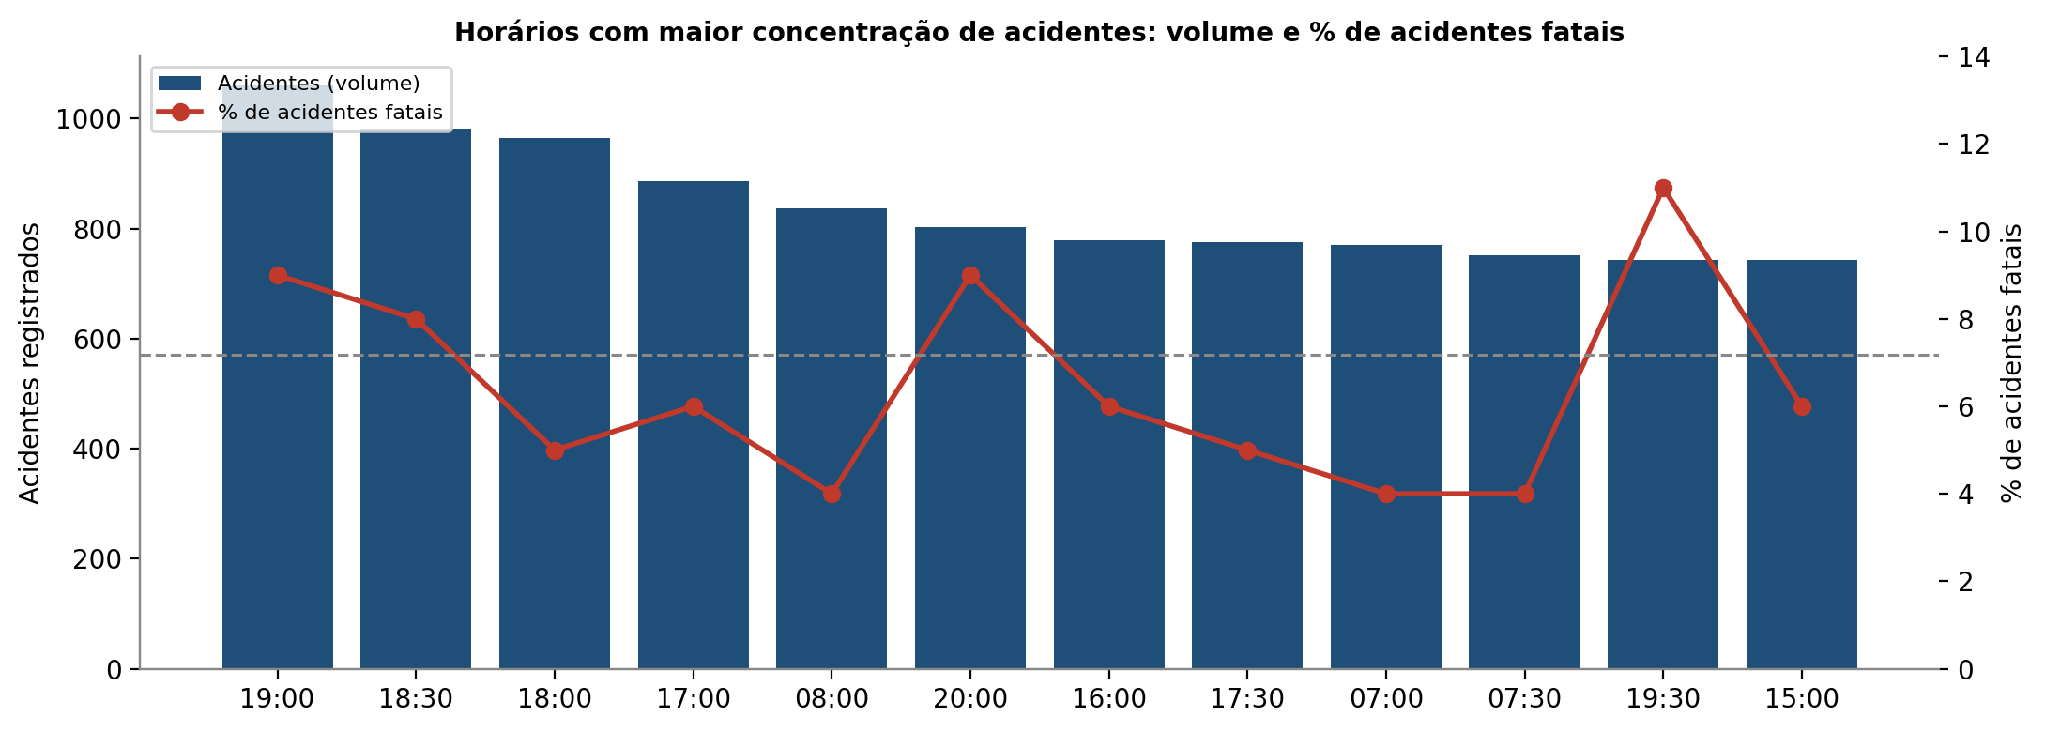 Horários com maior concentração de acidentes: volume e % de acidentes fatais
Acidentes (volume)
% de acidentes fatais
Acidentes registrados
1000
800
600
400
200
0
14
12
10
8
6
4
2
0
% de acidentes fatais
19:00 18:30 18:00 17:00 08:00 20:00 16:00 17:30 07:00 07:30 19:30 15:00